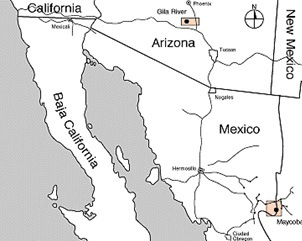 California
Phoenix
Gila River
Mexicali
Arizona
Tucson
New Mexico
Nogales
Baja California
Mexico
Hermosillo
Maycoba
Ciudad
Obregon